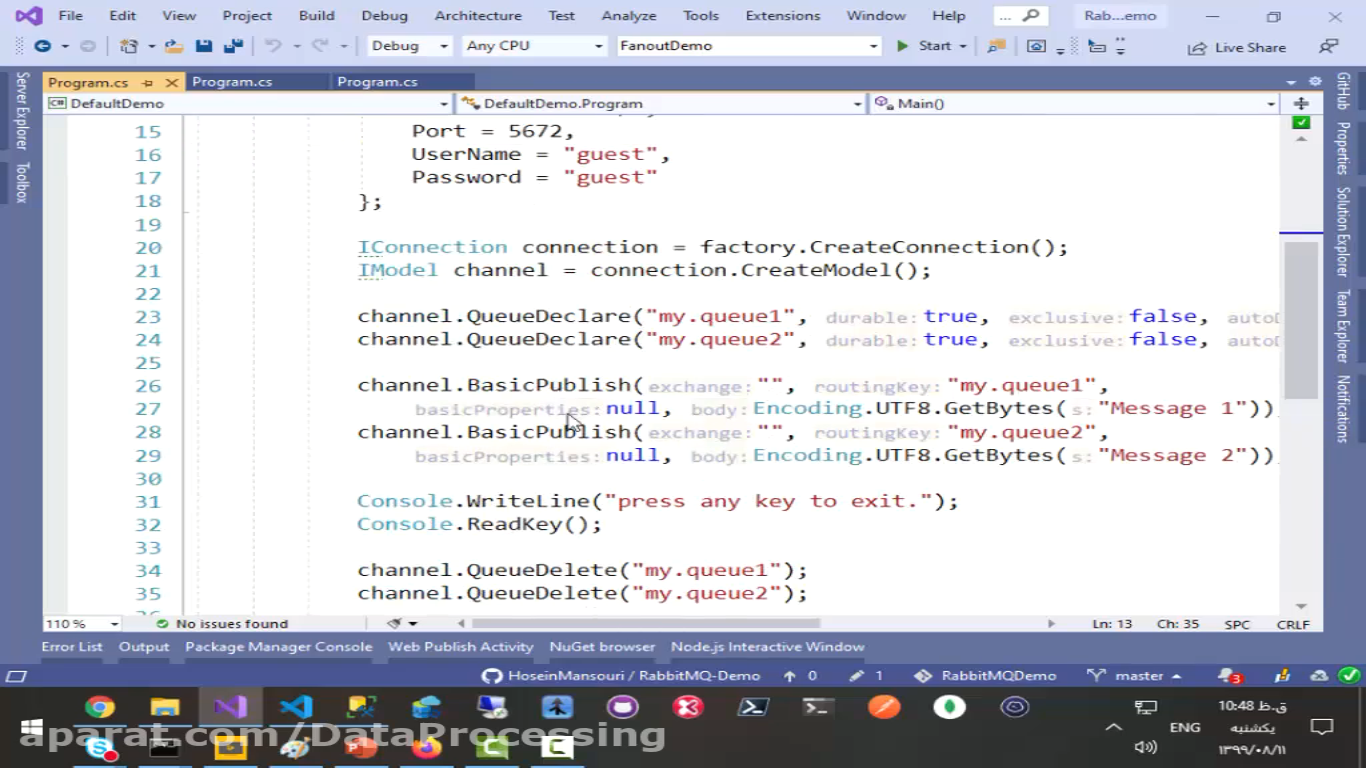 File Edit View Project Build Debug Architecture Test Analyze Tools Extensions Window Help ... Rab...emo
Debug Any CPU FanoutDemo Start Live Share
Program.cs Program.cs Program.cs
DefaultDemo DefaultDemo.Program Main()
Server Explorer
Toolbox
15 Port = 5672,
16 UserName = "guest",
17 Password = "guest"
18 };
19
20 IConnection connection = factory.CreateConnection();
21 IModel channel = connection.CreateModel();
22
23 channel.QueueDeclare("my.queue1", durable: true, exclusive: false,
24 channel.QueueDeclare("my.queue2", durable: true, exclusive: false,
25
26 channel.BasicPublish(exchange: "", routingKey: "my.queue1",
27 basicProperties: null, body: Encoding.UTF8.GetBytes(s: "Message 1"))
28 channel.BasicPublish(exchange: "", routingKey: "my.queue2",
29 basicProperties: null, body: Encoding.UTF8.GetBytes(s: "Message 2"))
30
31 Console.WriteLine("press any key to exit.");
32 Console.ReadKey();
33
34 channel.QueueDelete("my.queue1");
35 channel.QueueDelete("my.queue2");
GitHub
Properties
Solution Explorer
Team Explorer
Notifications
110 % No issues found Ln: 13 Ch: 35 SPC CRLF
Error List Output Package Manager Console Web Publish Activity NuGet browser Node.js Interactive Window
HoseinMansouri / RabbitMQ-Demo 0 1 RabbitMQDemo master 3
ENG
10:48 ق.ظ
یکشنبه
۱۳۹۹/۰۸/۱۱
aparat.com/DataProcessing